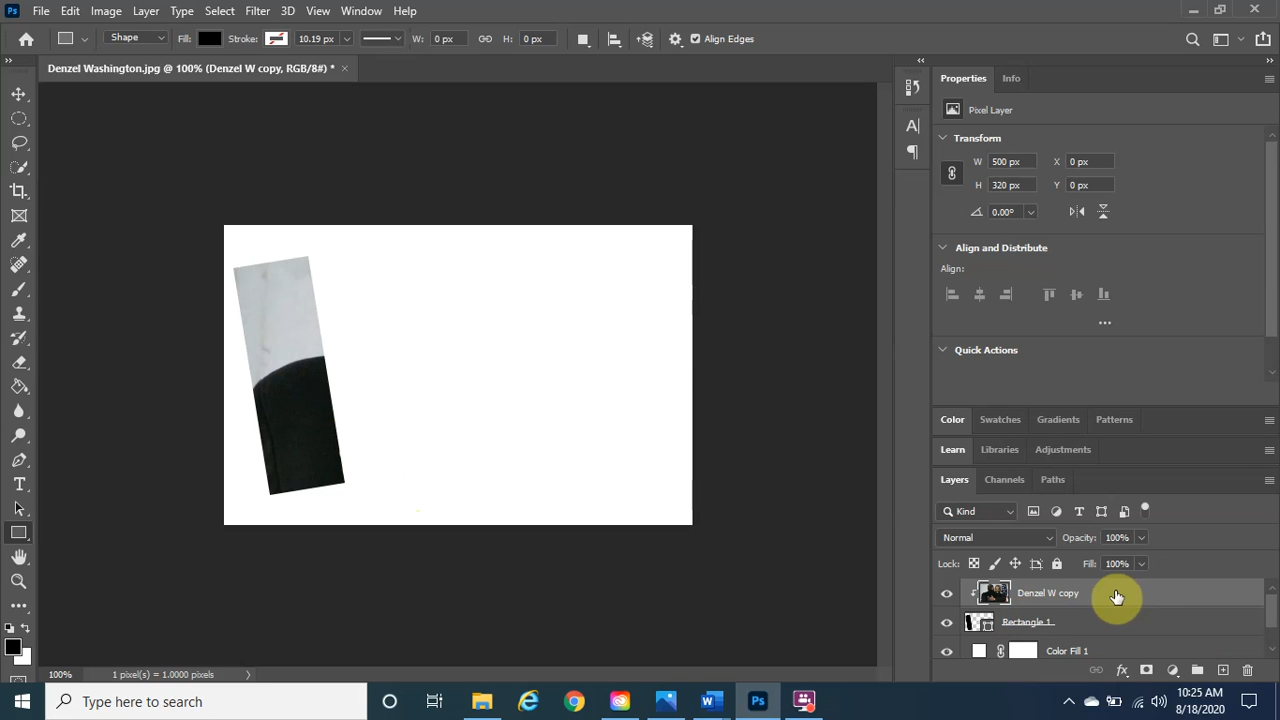 Ps File Edit Image Layer Type Select Filter 3D View Window Help
Shape Fill: Stroke: 10.19 px W: 0 px H: 0 px Align Edges
Denzel Washington.jpg @ 100% (Denzel W copy, RGB/8#) * ×
Properties Info
Pixel Layer
Transform
W 500 px X 0 px
H 320 px Y 0 px
0.00°
Align and Distribute
Align:
Quick Actions
Color Swatches Gradients Patterns
Learn Libraries Adjustments
Layers Channels Paths
Kind
Normal Opacity: 100%
Lock: Fill: 100%
Denzel W copy
Rectangle 1
Color Fill 1
fx
100% 1 pixel(s) = 1.0000 pixels
Type here to search
10:25 AM
8/18/2020